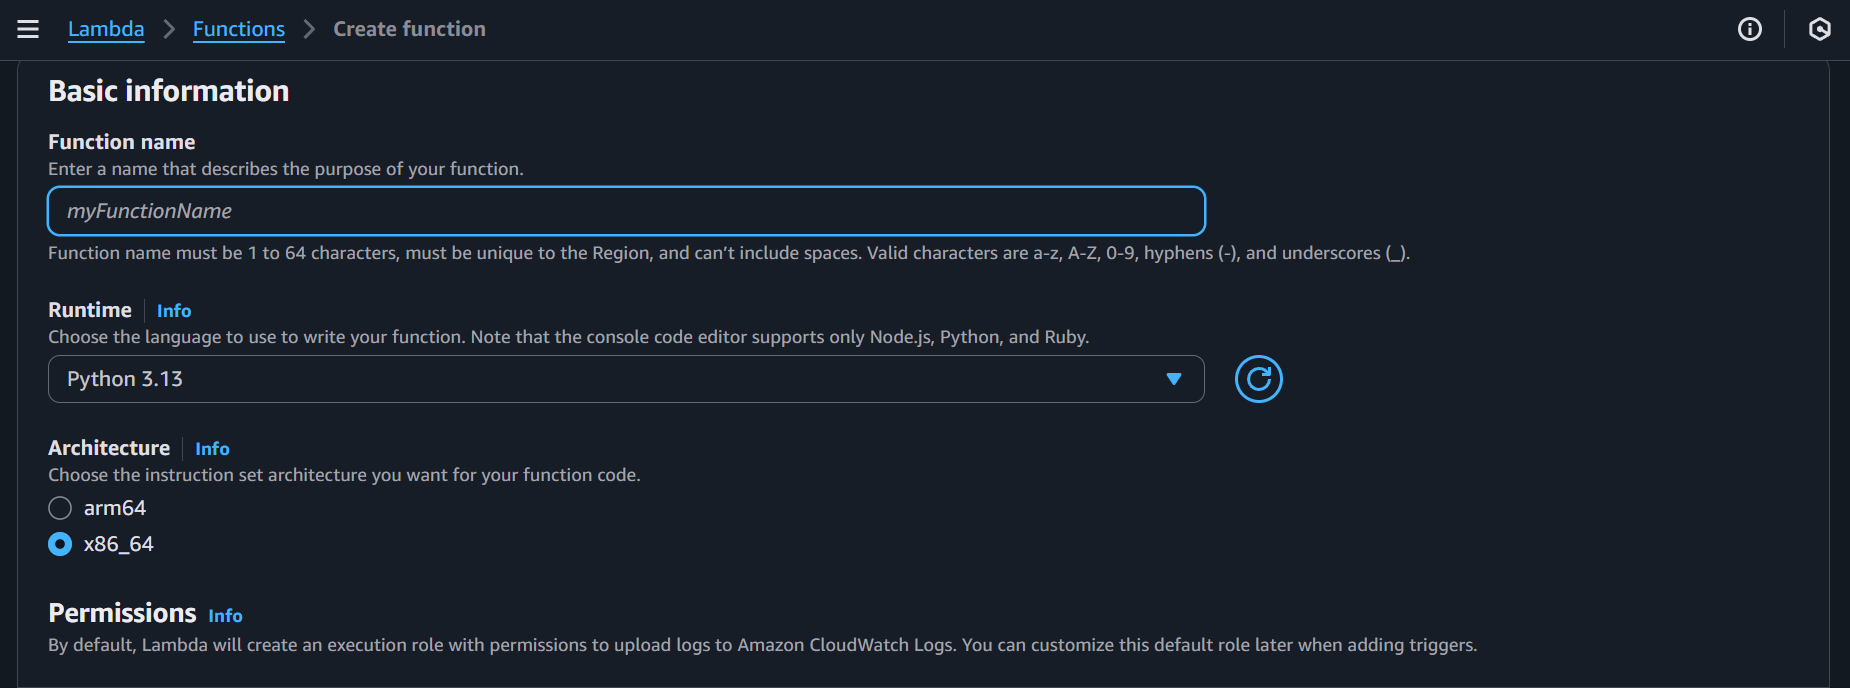 Lambda > Functions > Create function
Basic information
Function name
Enter a name that describes the purpose of your function.
myFunctionName
Function name must be 1 to 64 characters, must be unique to the Region, and can’t include spaces. Valid characters are a-z, A-Z, 0-9, hyphens (-), and underscores (_).
Runtime Info
Choose the language to use to write your function. Note that the console code editor supports only Node.js, Python, and Ruby.
Python 3.13
Architecture Info
Choose the instruction set architecture you want for your function code.
arm64
x86_64
Permissions Info
By default, Lambda will create an execution role with permissions to upload logs to Amazon CloudWatch Logs. You can customize this default role later when adding triggers.